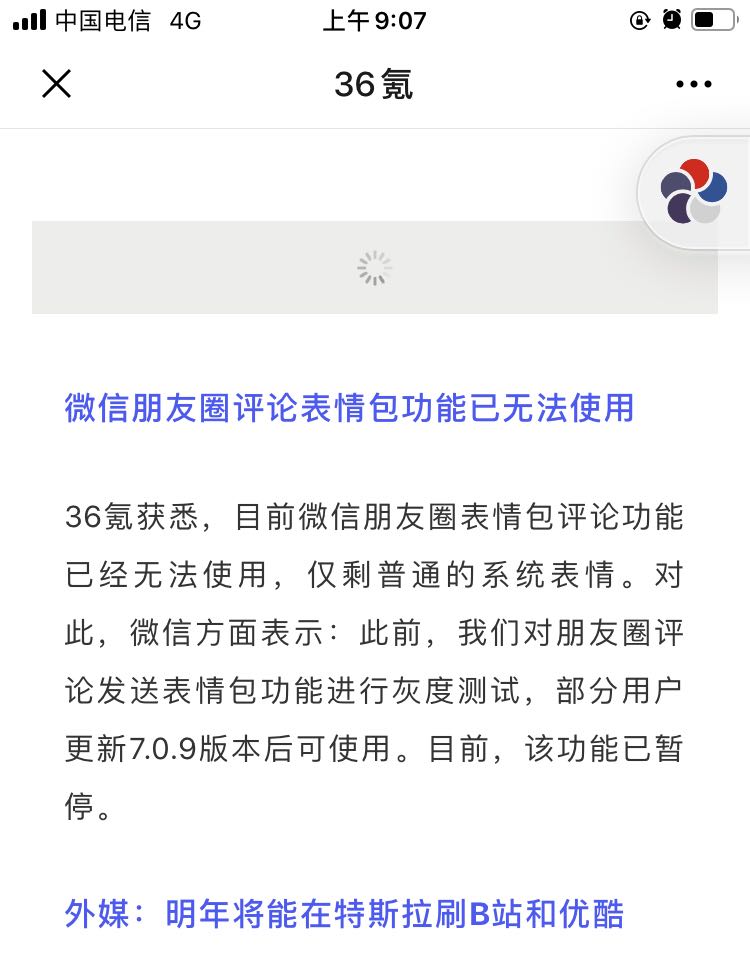 中国电信 4G 上午9:07
36氪
微信朋友圈评论表情包功能已无法使用
36氪获悉，目前微信朋友圈表情包评论功能
已经无法使用，仅剩普通的系统表情。对
此，微信方面表示：此前，我们对朋友圈评
论发送表情包功能进行灰度测试，部分用户
更新7.0.9版本后可使用。目前，该功能已暂
停。
外媒：明年将能在特斯拉刷B站和优酷